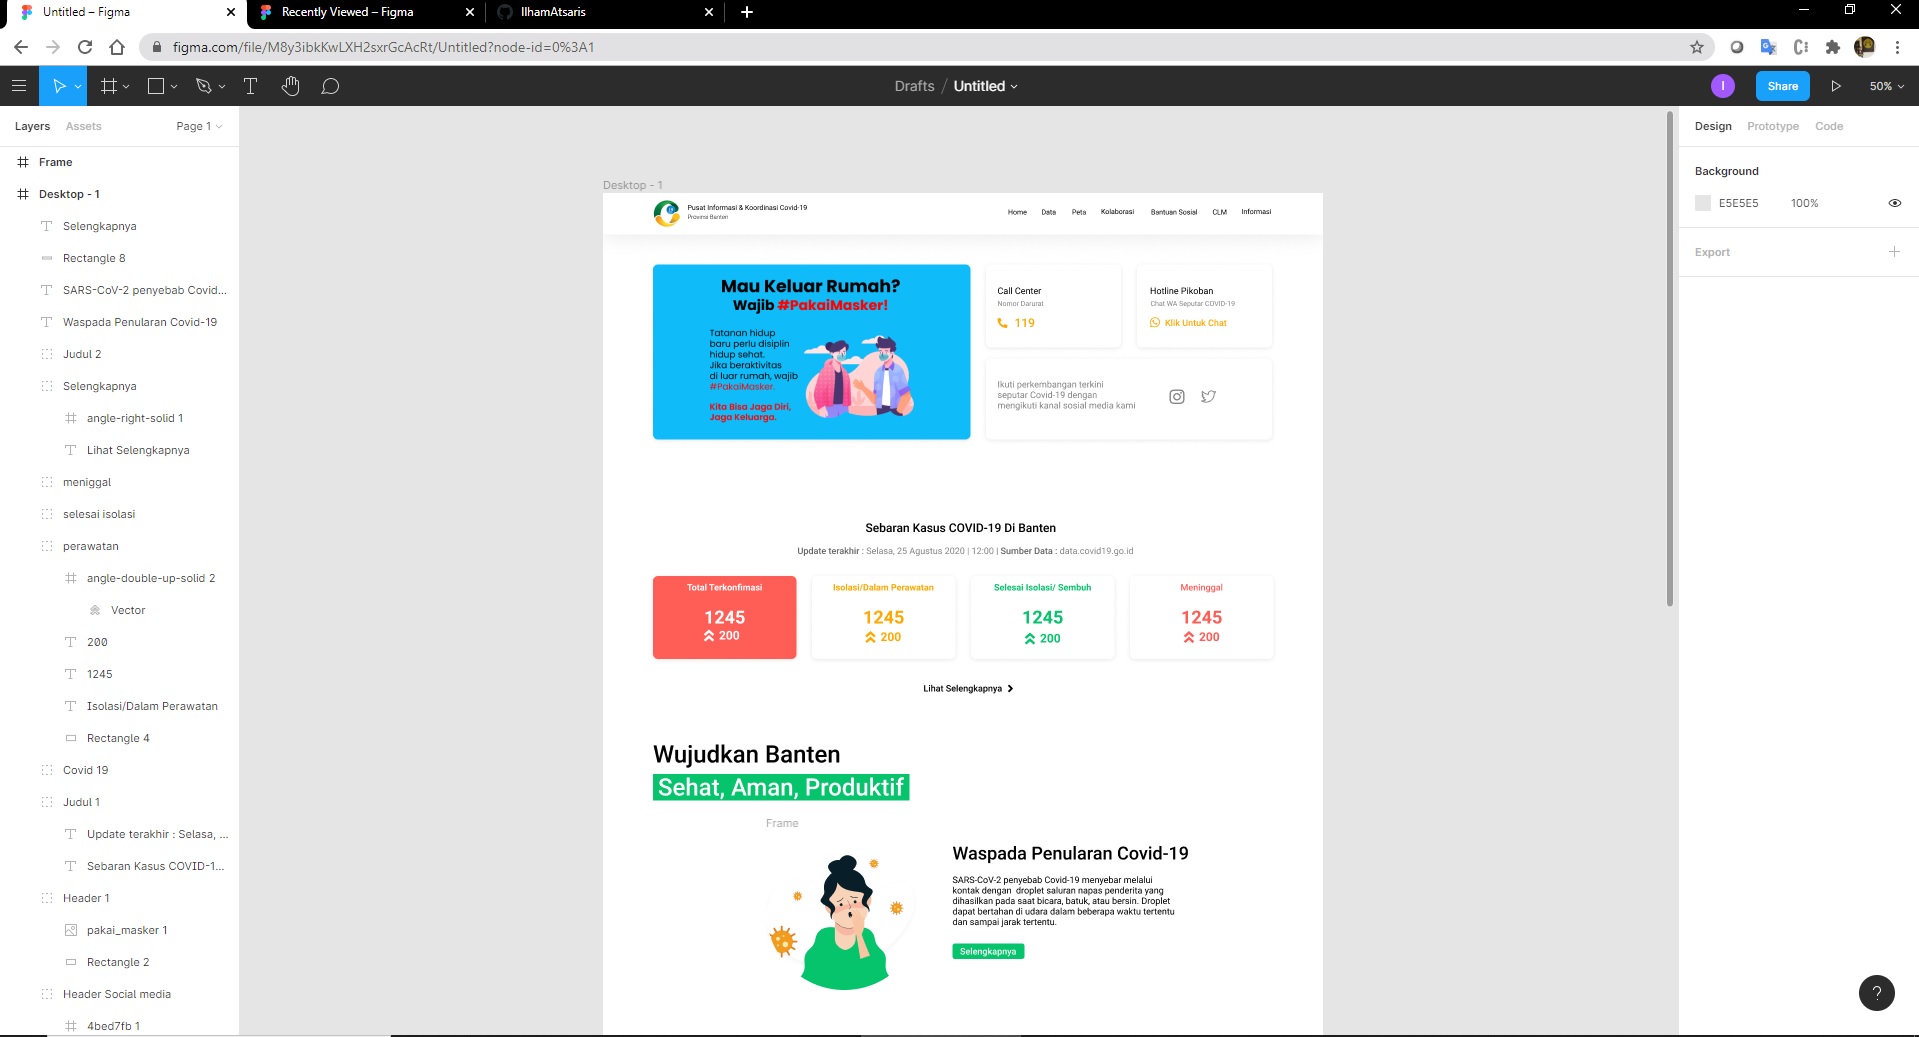 Untitled – Figma
Recently Viewed – Figma
IlhamAtsaris
figma.com/file/M8y3ibkKwLXH2sxrGcAcRt/Untitled?node-id=0%3A1
Drafts / Untitled
I
Share
50%
Layers
Assets
Page 1
Frame
Desktop - 1
Selengkapnya
Rectangle 8
SARS-CoV-2 penyebab Covid...
Waspada Penularan Covid-19
Judul 2
Selengkapnya
angle-right-solid 1
Lihat Selengkapnya
meniggal
selesai isolasi
perawatan
angle-double-up-solid 2
Vector
200
1245
Isolasi/Dalam Perawatan
Rectangle 4
Covid 19
Judul 1
Update terakhir : Selasa, ...
Sebaran Kasus COVID-1...
Header 1
pakai_masker 1
Rectangle 2
Header Social media
4bed7fb 1
Desktop - 1
Pusat Informasi & Koordinasi Covid-19
Provinsi Banten
Home
Data
Peta
Kolaborasi
Bantuan Sosial
CLM
Informasi
Mau Keluar Rumah?
Wajib #PakaiMasker!
Tatanan hidup
baru perlu disiplin
hidup sehat.
Jika beraktivitas
di luar rumah, wajib
#PakaiMasker.
Kita Bisa Jaga Diri,
Jaga Keluarga.
Call Center
Nomor Darurat
119
Hotline Pikoban
Chat WA Seputar COVID-19
Klik Untuk Chat
Ikuti perkembangan terkini
seputar Covid-19 dengan
mengikuti kanal sosial media kami
Sebaran Kasus COVID-19 Di Banten
Update terakhir : Selasa, 25 Agustus 2020 | 12:00 | Sumber Data : data.covid19.go.id
Total Terkonfimasi
1245
200
Isolasi/Dalam Perawatan
1245
200
Selesai Isolasi/ Sembuh
1245
200
Meninggal
1245
200
Lihat Selengkapnya
Wujudkan Banten
Sehat, Aman, Produktif
Frame
Waspada Penularan Covid-19
SARS-CoV-2 penyebab Covid-19 menyebar melalui
kontak dengan droplet saluran napas penderita yang
dihasilkan pada saat bicara, batuk, atau bersin. Droplet
dapat bertahan di udara dalam beberapa waktu tertentu
dan sampai jarak tertentu.
Selengkapnya
Design
Prototype
Code
Background
E5E5E5
100%
Export
?